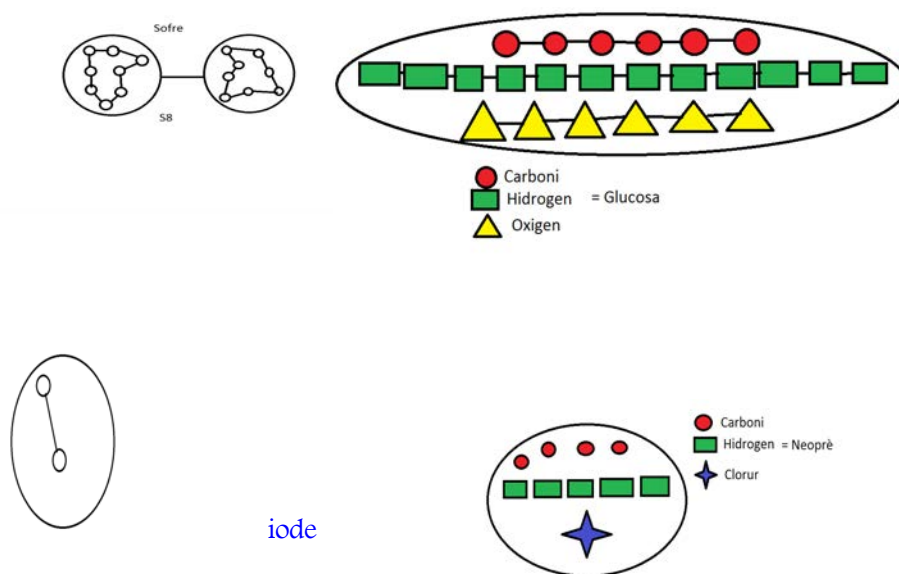 Sofre
S8
Carboni
Hidrogen = Glucosa
Oxigen
iode
Carboni
Hidrogen = Neoprè
Clorur